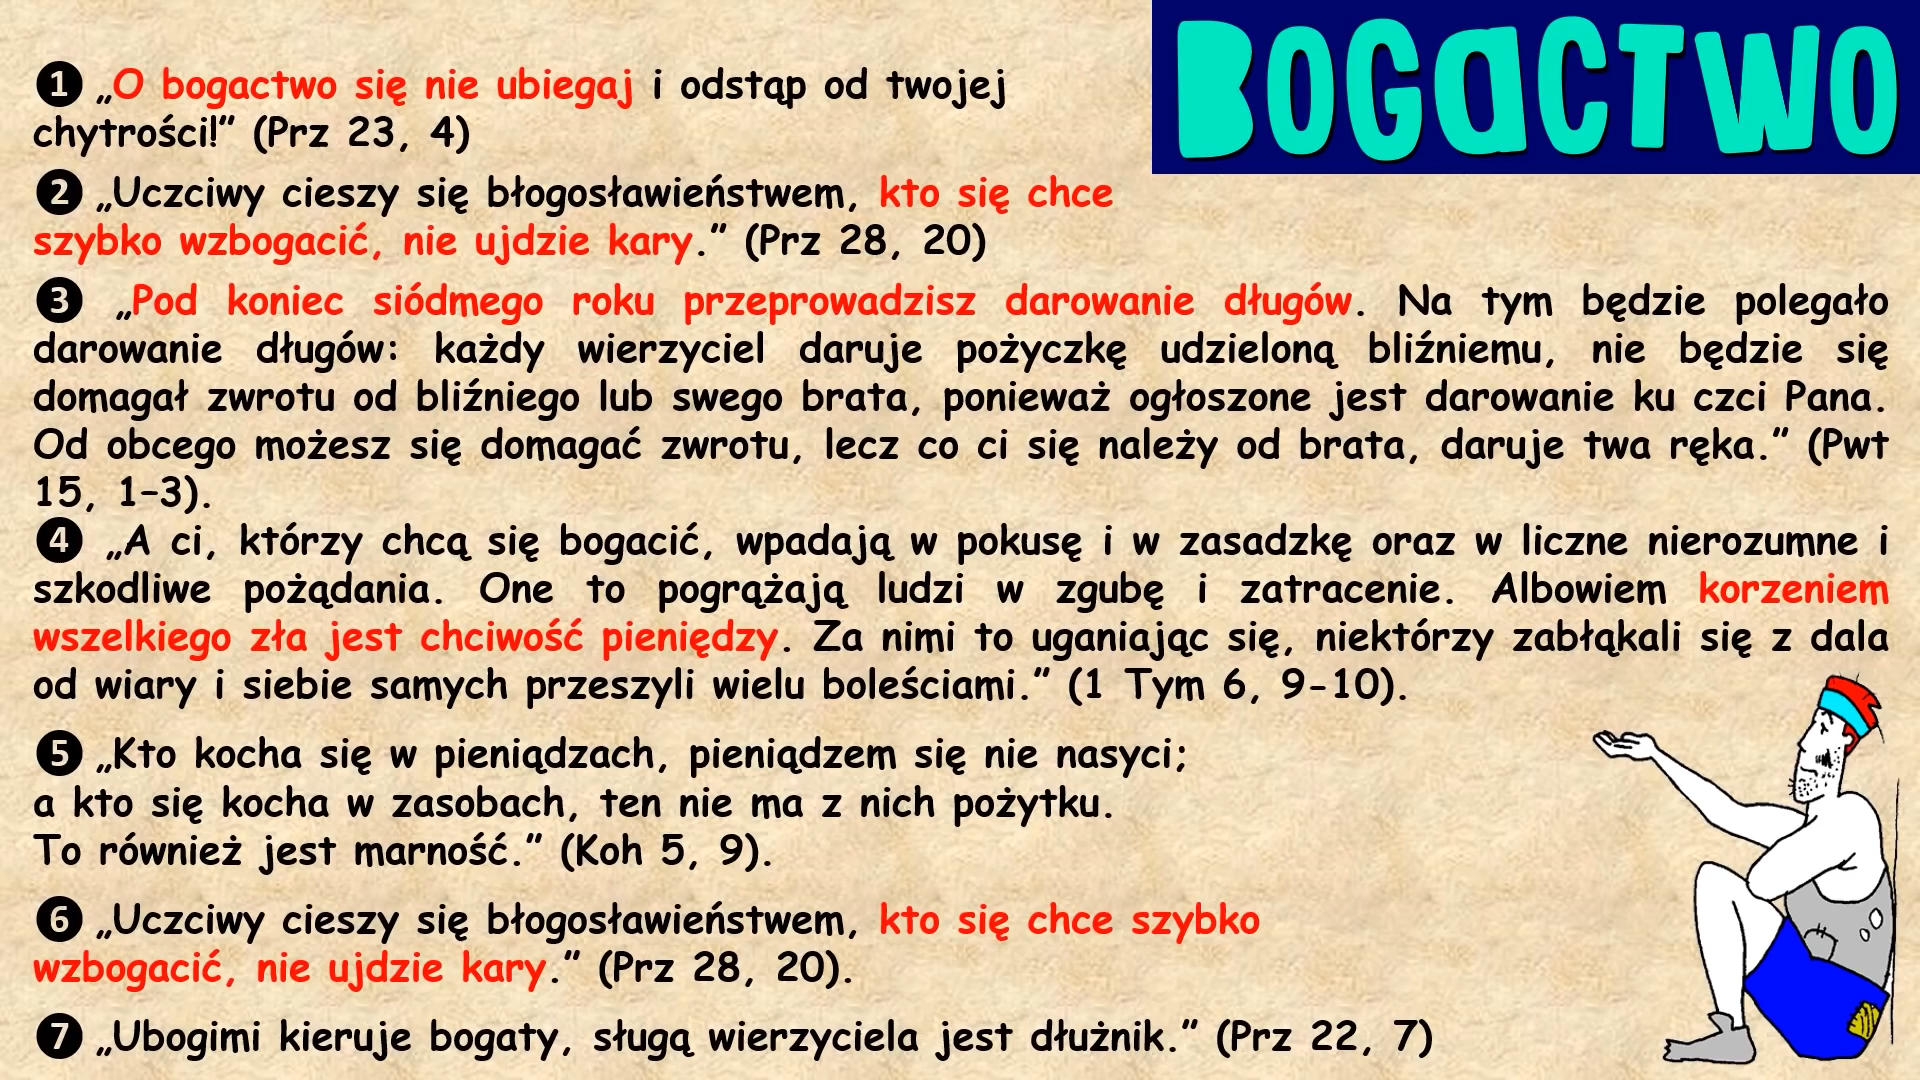 BOGaCTWO
❶ „O bogactwo się nie ubiegaj i odstąp od twojej
chytrości!” (Prz 23, 4)
❷ „Uczciwy cieszy się błogosławieństwem, kto się chce
szybko wzbogacić, nie ujdzie kary.” (Prz 28, 20)
❸ „Pod koniec siódmego roku przeprowadzisz darowanie długów. Na tym będzie polegało
darowanie długów: każdy wierzyciel daruje pożyczkę udzieloną bliźniemu, nie będzie się
domagał zwrotu od bliźniego lub swego brata, ponieważ ogłoszone jest darowanie ku czci Pana.
Od obcego możesz się domagać zwrotu, lecz co ci się należy od brata, daruje twa ręka.” (Pwt
15, 1–3).
❹ „A ci, którzy chcą się bogacić, wpadają w pokusę i w zasadzkę oraz w liczne nierozumne i
szkodliwe pożądania. One to pogrążają ludzi w zgubę i zatracenie. Albowiem korzeniem
wszelkiego zła jest chciwość pieniędzy. Za nimi to uganiając się, niektórzy zabłąkali się z dala
od wiary i siebie samych przeszyli wielu boleściami.” (1 Tym 6, 9-10).
❺ „Kto kocha się w pieniądzach, pieniądzem się nie nasyci;
a kto się kocha w zasobach, ten nie ma z nich pożytku.
To również jest marność.” (Koh 5, 9).
❻ „Uczciwy cieszy się błogosławieństwem, kto się chce szybko
wzbogacić, nie ujdzie kary.” (Prz 28, 20).
❼ „Ubogimi kieruje bogaty, sługą wierzyciela jest dłużnik.” (Prz 22, 7)